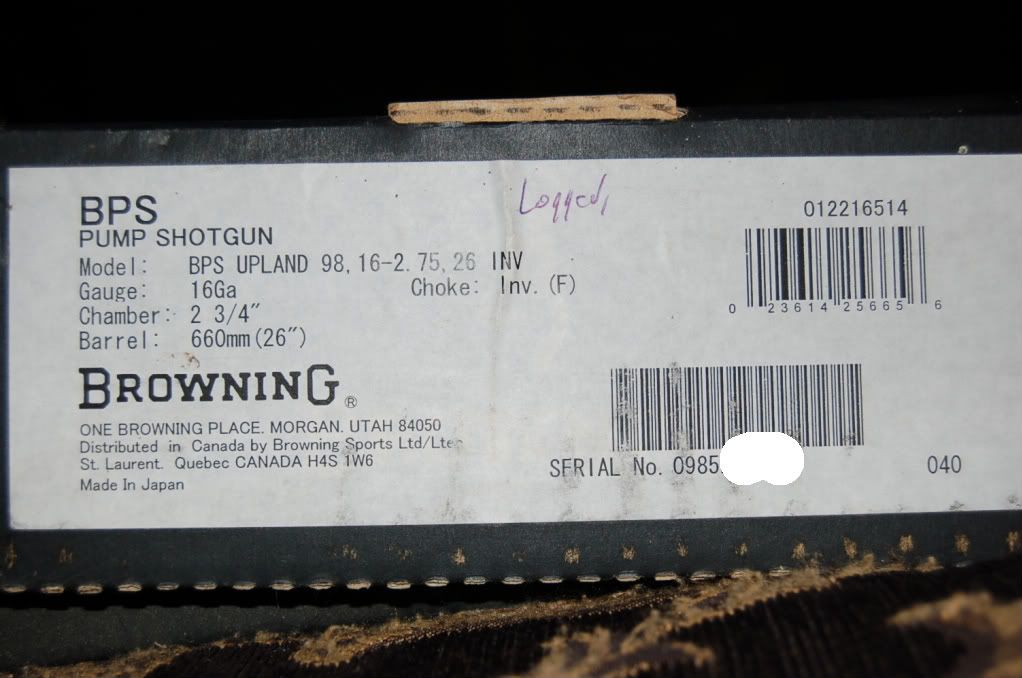 BPS
PUMP SHOTGUN
Logged,
Model: BPS UPLAND 98, 16-2. 75, 26 INV
Gauge: 16Ga Choke: Inv. (F)
Chamber: 2 3/4"
Barrel: 660mm (26")
012216514
0 23614 25665 6
BROWNING®
ONE BROWNING PLACE. MORGAN. UTAH 84050
Distributed in Canada by Browning Sports Ltd/Ltee
St. Laurent. Quebec CANADA H4S 1W6
Made In Japan
SERIAL No. 0985
040